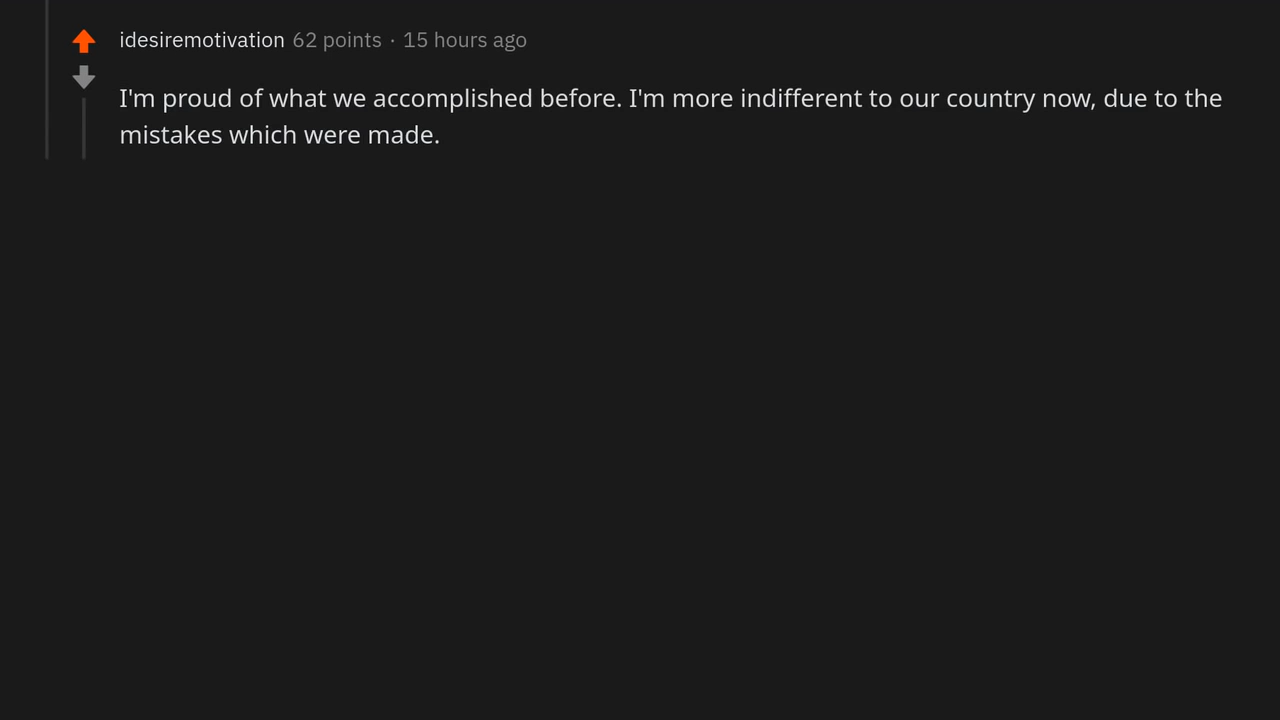 idesiremotivation 62 points · 15 hours ago
I'm proud of what we accomplished before. I'm more indifferent to our country now, due to the
mistakes which were made.